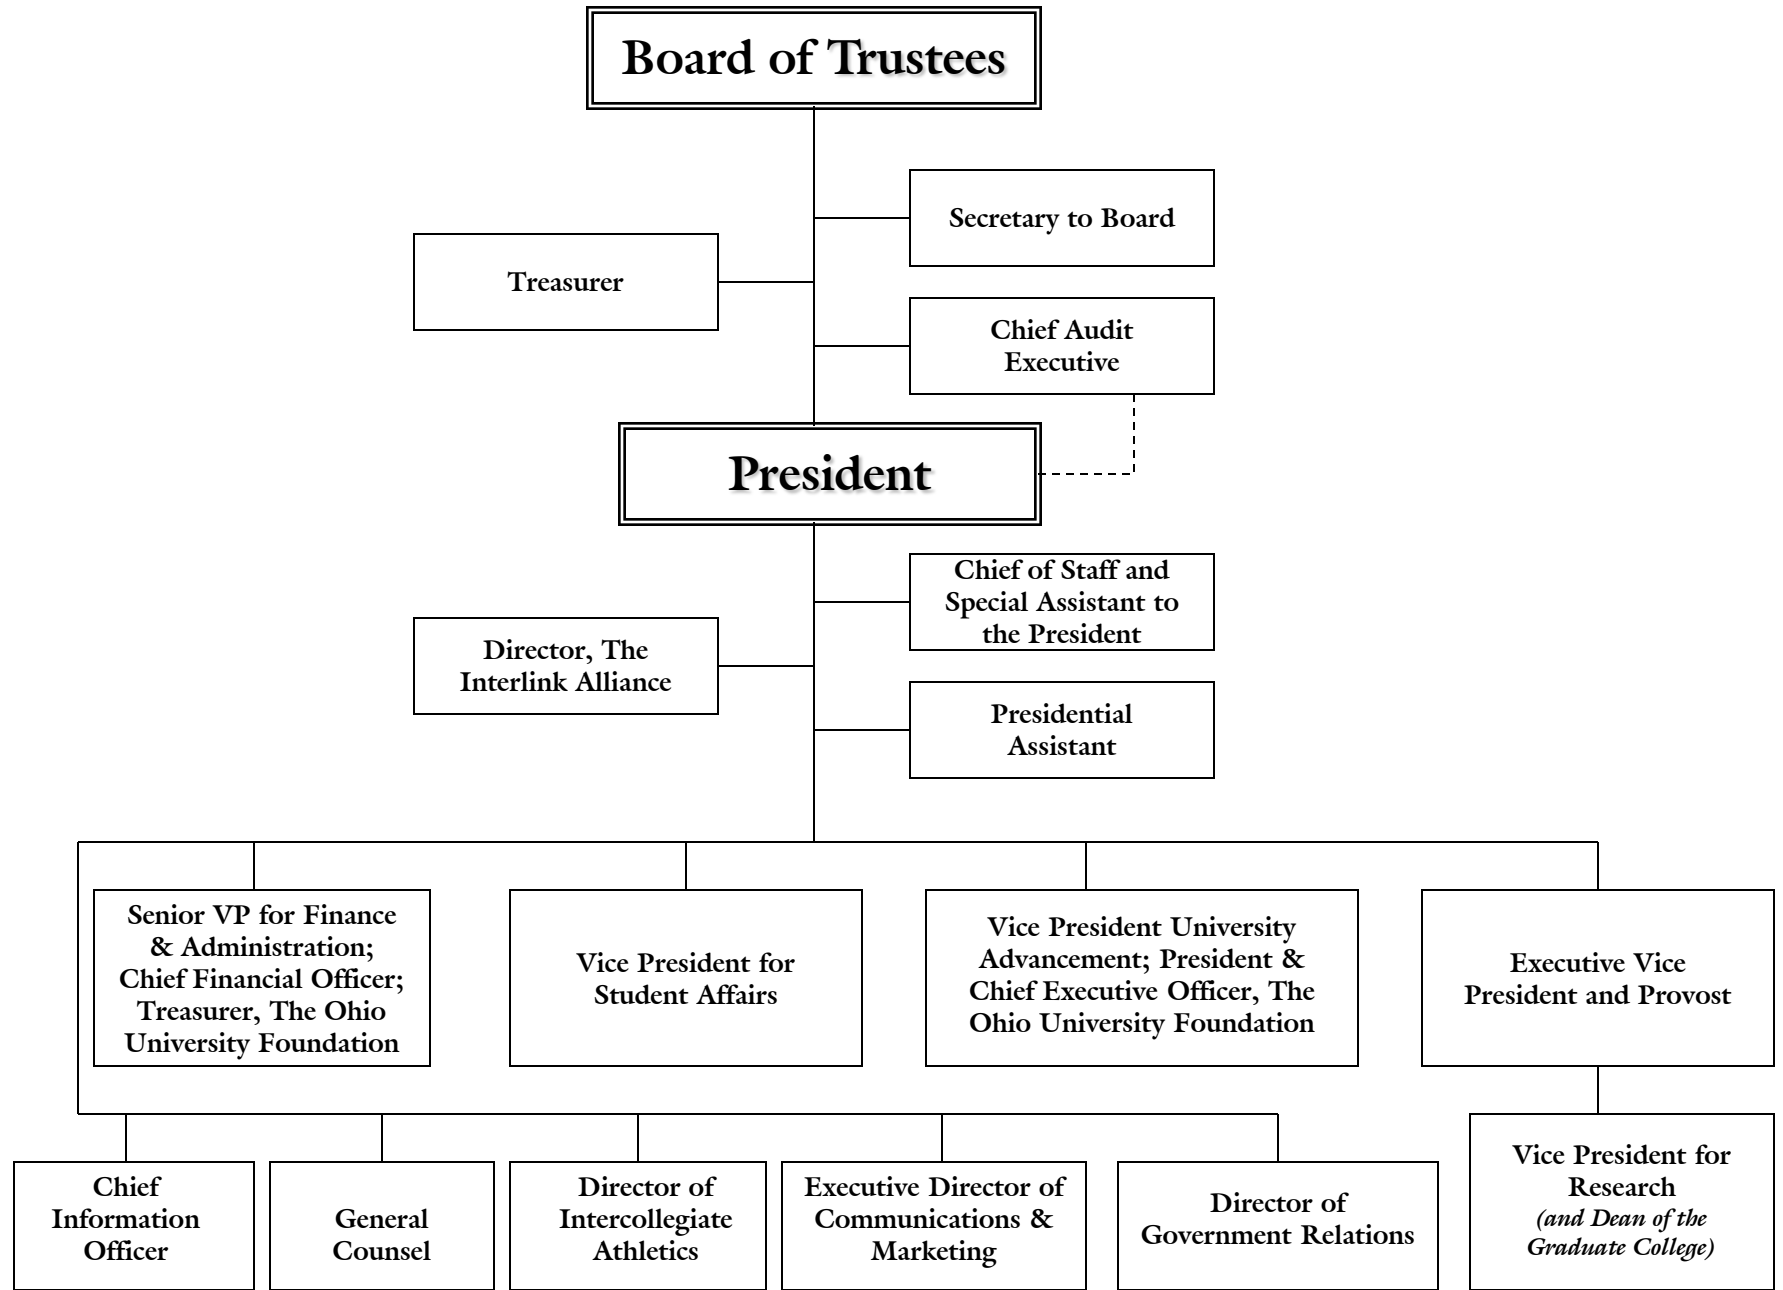 Board of Trustees
Secretary to Board
Treasurer
Chief Audit
Executive
President
Chief of Staff and
Special Assistant to
the President
Director, The
Interlink Alliance
Presidential
Assistant
Senior VP for Finance
& Administration;
Chief Financial Officer;
Treasurer, The Ohio
University Foundation
Vice President for
Student Affairs
Vice President University
Advancement; President &
Chief Executive Officer, The
Ohio University Foundation
Executive Vice
President and Provost
Chief
Information
Officer
General
Counsel
Director of
Intercollegiate
Athletics
Executive Director of
Communications &
Marketing
Director of
Government Relations
Vice President for
Research
(and Dean of the
Graduate College)